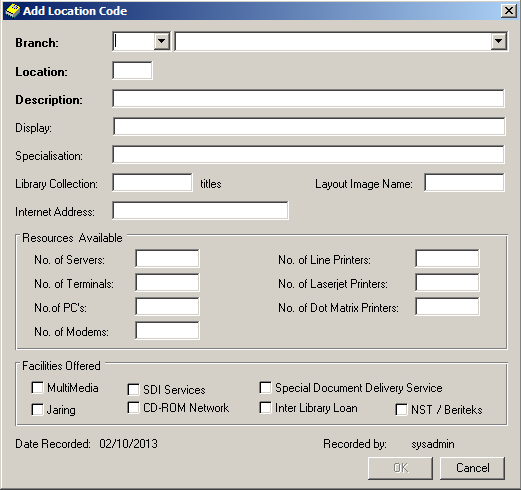 Add Location Code
Branch:
Location:
Description:
Display:
Specialisation:
Library Collection: titles Layout Image Name:
Internet Address:
Resources Available
No. of Servers: No. of Line Printers:
No. of Terminals: No. of Laserjet Printers:
No.of PC's: No. of Dot Matrix Printers:
No. of Modems:
Facilities Offered
MultiMedia SDI Services Special Document Delivery Service
Jaring CD-ROM Network Inter Library Loan NST / Beriteks
Date Recorded: 02/10/2013 Recorded by: sysadmin
OK Cancel